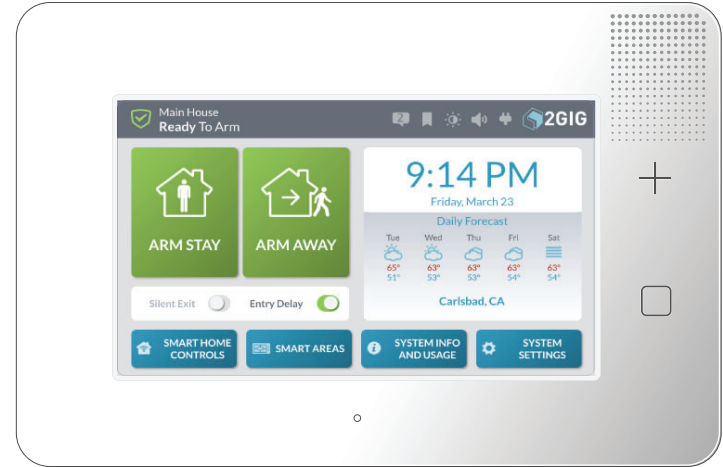 Main House
Ready To Arm
2
2GIG
ARM STAY
ARM AWAY
9:14 PM
Friday, March 23
Daily Forecast
Tue Wed Thu Fri Sat
65° 63° 63° 63° 63°
51° 53° 53° 54° 54°
Carlsbad, CA
Silent Exit
Entry Delay
SMART HOME
CONTROLS
SMART AREAS
SYSTEM INFO
AND USAGE
SYSTEM
SETTINGS